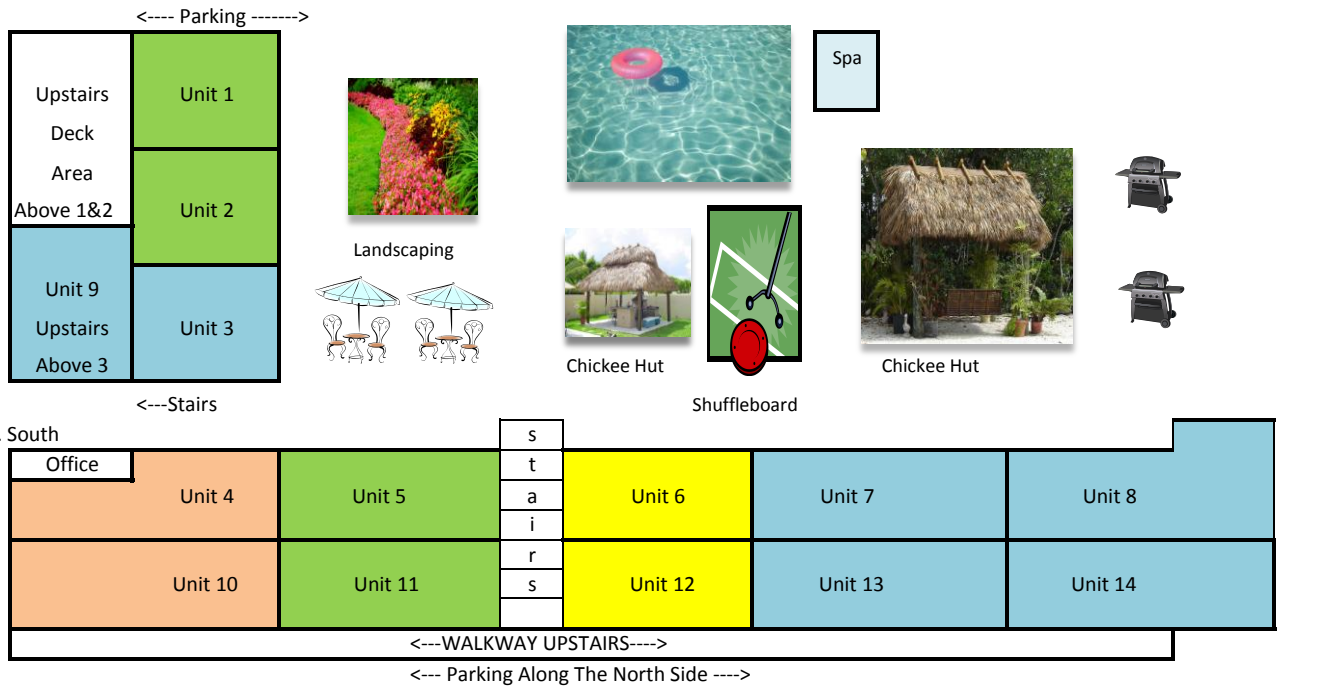 <---- Parking ------->
Upstairs
Deck
Area
Above 1&2
Unit 1
Unit 2
Unit 9
Upstairs
Above 3
Unit 3
Landscaping
Spa
Chickee Hut
Chickee Hut
Shuffleboard
<---Stairs
. South
Office
Unit 4
Unit 5
s
t
a
i
r
s
Unit 6
Unit 7
Unit 8
Unit 10
Unit 11
Unit 12
Unit 13
Unit 14
<---WALKWAY UPSTAIRS---->
<--- Parking Along The North Side ---->